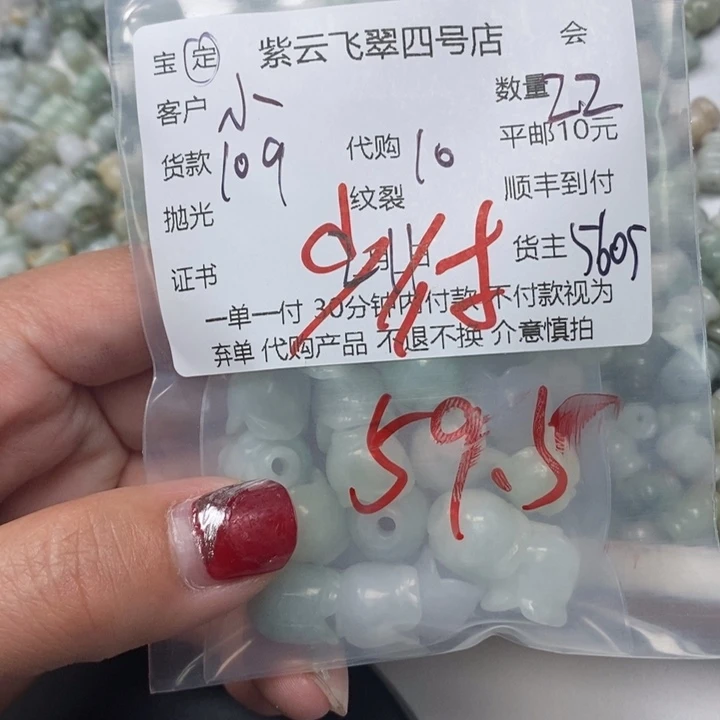 宝 定 紫云飞翠四号店 会
客户 小 数量 22
货款 109 代购 10 平邮10元
抛光 纹裂 顺丰到付
证书 货主 5605
一单一付 30分钟内付款 不付款视为
弃单 代购产品 不退不换 介意慎拍
59.5